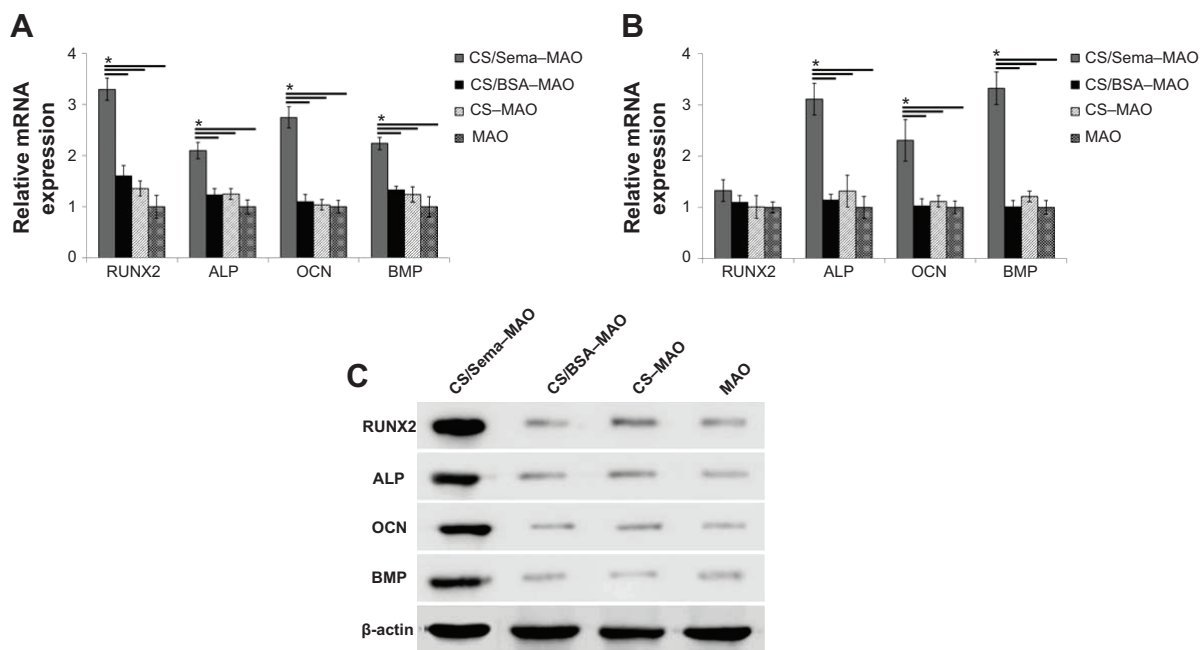 A
Relative mRNA
expression
4
3
2
1
0
*
*
*
*
RUNX2
ALP
OCN
BMP
CS/Sema–MAO
CS/BSA–MAO
CS–MAO
MAO
B
Relative mRNA
expression
4
3
2
1
0
*
*
*
RUNX2
ALP
OCN
BMP
CS/Sema–MAO
CS/BSA–MAO
CS–MAO
MAO
C
CS/Sema–MAO
CS/BSA–MAO
CS–MAO
MAO
RUNX2
ALP
OCN
BMP
β-actin